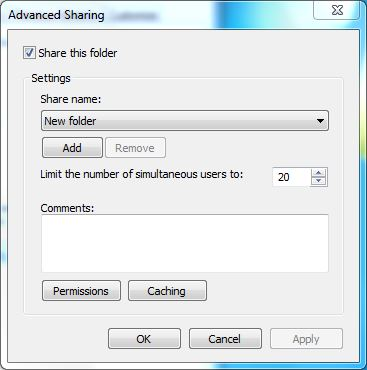 Advanced Sharing
Share this folder
Settings
Share name:
New folder
Add Remove
Limit the number of simultaneous users to: 20
Comments:
Permissions Caching
OK Cancel Apply